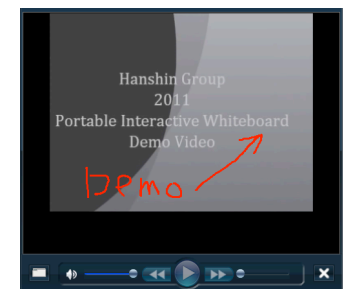 Hanshin Group
2011
Portable Interactive Whiteboard
Demo Video
Demo